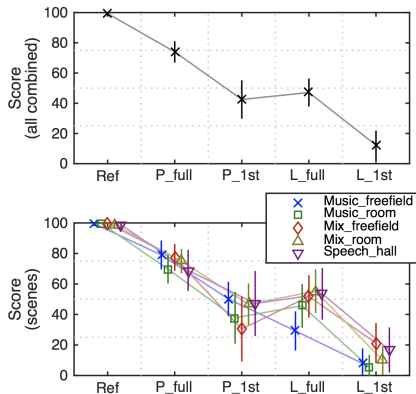 100
80
60
40
20
0
Score
(all combined)
Ref P_full P_1st L_full L_1st
Music_freefield
Music_room
Mix_freefield
Mix_room
Speech_hall
100
80
60
40
20
0
Score
(scenes)
Ref P_full P_1st L_full L_1st